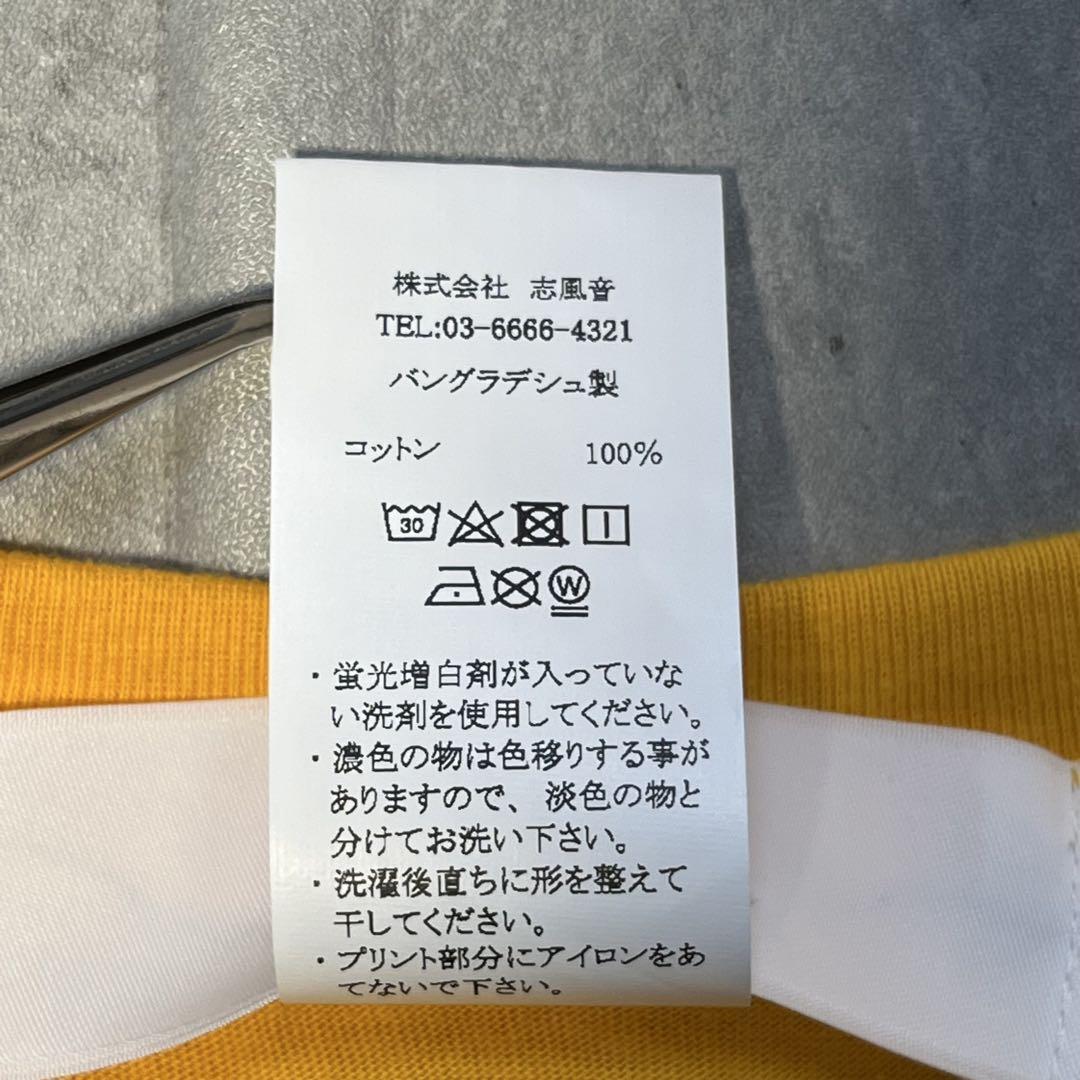 株式会社 志風音
TEL:03-6666-4321
バングラデシュ製
コットン 100%
30
W
・蛍光増白剤が入っていな
い洗剤を使用してください。
・濃色の物は色移りする事が
ありますので、淡色の物と
分けてお洗い下さい。
・洗濯後直ちに形を整えて
干してください。
・プリント部分にアイロンをあ
てないで下さい。